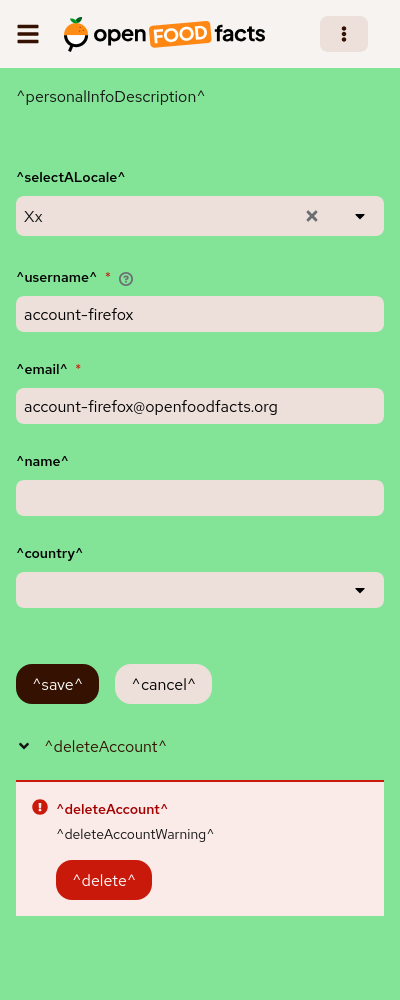 open FOOD facts
^personalInfoDescription^
^selectALocale^
Xx
^username^ *
account-firefox
^email^ *
account-firefox@openfoodfacts.org
^name^
^country^
^save^ ^cancel^
^deleteAccount^
^deleteAccount^
^deleteAccountWarning^
^delete^